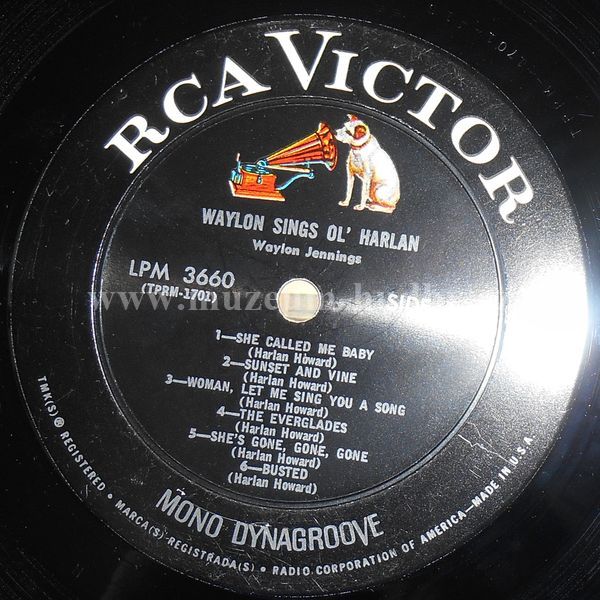 RCA VICTOR
WAYLON SINGS OL' HARLAN
Waylon Jennings
LPM 3660
(TPRM-1701)
SIDE
1—SHE CALLED ME BABY
(Harlan Howard)
2—SUNSET AND VINE
(Harlan Howard)
3—WOMAN, LET ME SING YOU A SONG
(Harlan Howard)
4—THE EVERGLADES
(Harlan Howard)
5—SHE'S GONE, GONE, GONE
(Harlan Howard)
6—BUSTED
(Harlan Howard)
MONO DYNAGROOVE
TMK(S) ® REGISTERED • MARCA(S) REGISTRADA(S) • RADIO CORPORATION OF AMERICA—MADE IN U.S.A.